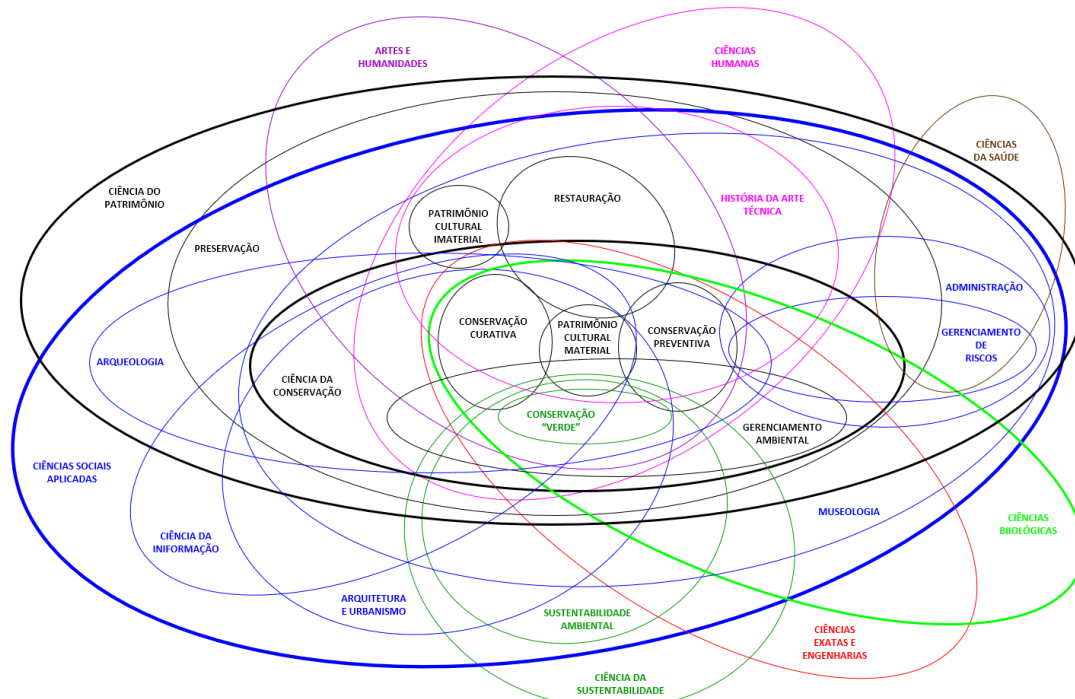 ARTES E
HUMANIDADES
CIÊNCIAS
HUMANAS
CIÊNCIAS
DA SAÚDE
CIÊNCIA DO
PATRIMÔNIO
RESTAURAÇÃO
HISTÓRIA DA ARTE
TÉCNICA
PATRIMÔNIO
CULTURAL
IMATERIAL
PRESERVAÇÃO
ADMINISTRAÇÃO
CONSERVAÇÃO
CURATIVA
PATRIMÔNIO
CULTURAL
MATERIAL
CONSERVAÇÃO
PREVENTIVA
GERENCIAMENTO
DE
RISCOS
ARQUEOLOGIA
CIÊNCIA DA
CONSERVAÇÃO
CONSERVAÇÃO
“VERDE”
GERENCIAMENTO
AMBIENTAL
CIÊNCIAS SOCIAIS
APLICADAS
MUSEOLOGIA
CIÊNCIAS
BIIOLÓGICAS
CIÊNCIA DA
INIFORMAÇÃO
ARQUITETURA
E URBANISMO
SUSTENTABILIDADE
AMBIENTAL
CIÊNCIAS
EXATAS E
ENGENHARIAS
CIÊNCIA DA
SUSTENTABILIDADE